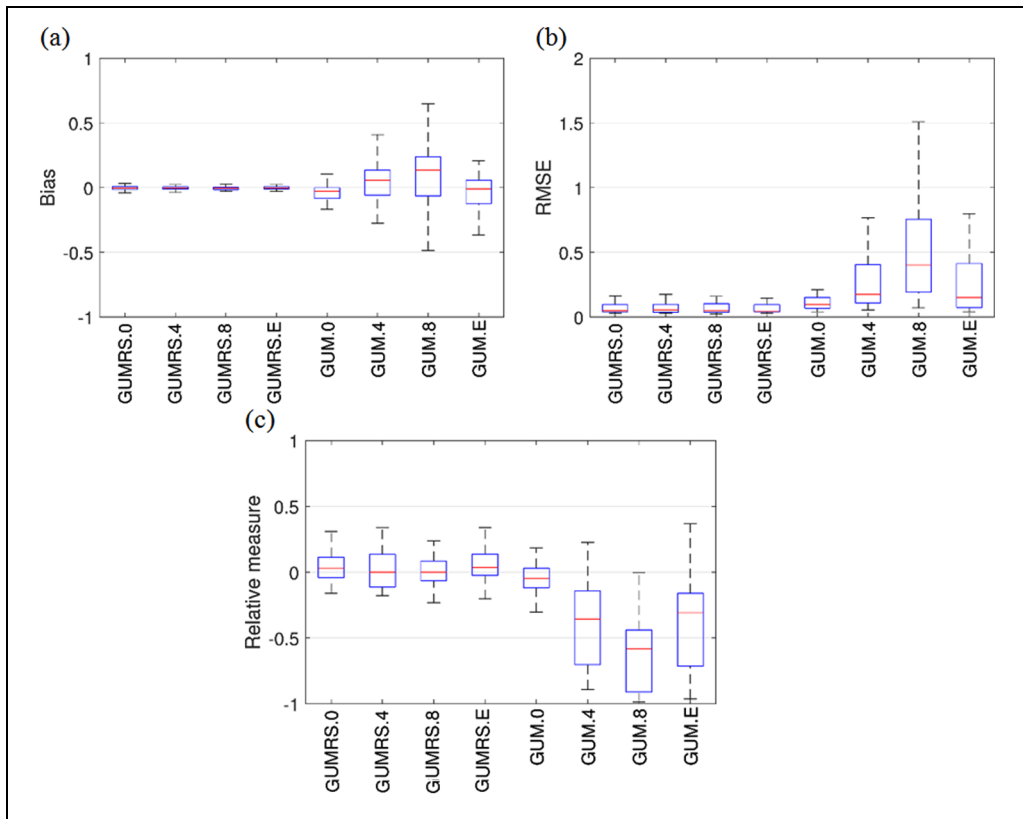 (a)
1
0.5
0
-0.5
-1
Bias
GUMRS.0
GUMRS.4
GUMRS.8
GUMRS.E
GUM.0
GUM.4
GUM.8
GUM.E
(b)
2
1.5
1
0.5
0
RMSE
GUMRS.0
GUMRS.4
GUMRS.8
GUMRS.E
GUM.0
GUM.4
GUM.8
GUM.E
(c)
1
0.5
0
-0.5
-1
Relative measure
GUMRS.0
GUMRS.4
GUMRS.8
GUMRS.E
GUM.0
GUM.4
GUM.8
GUM.E